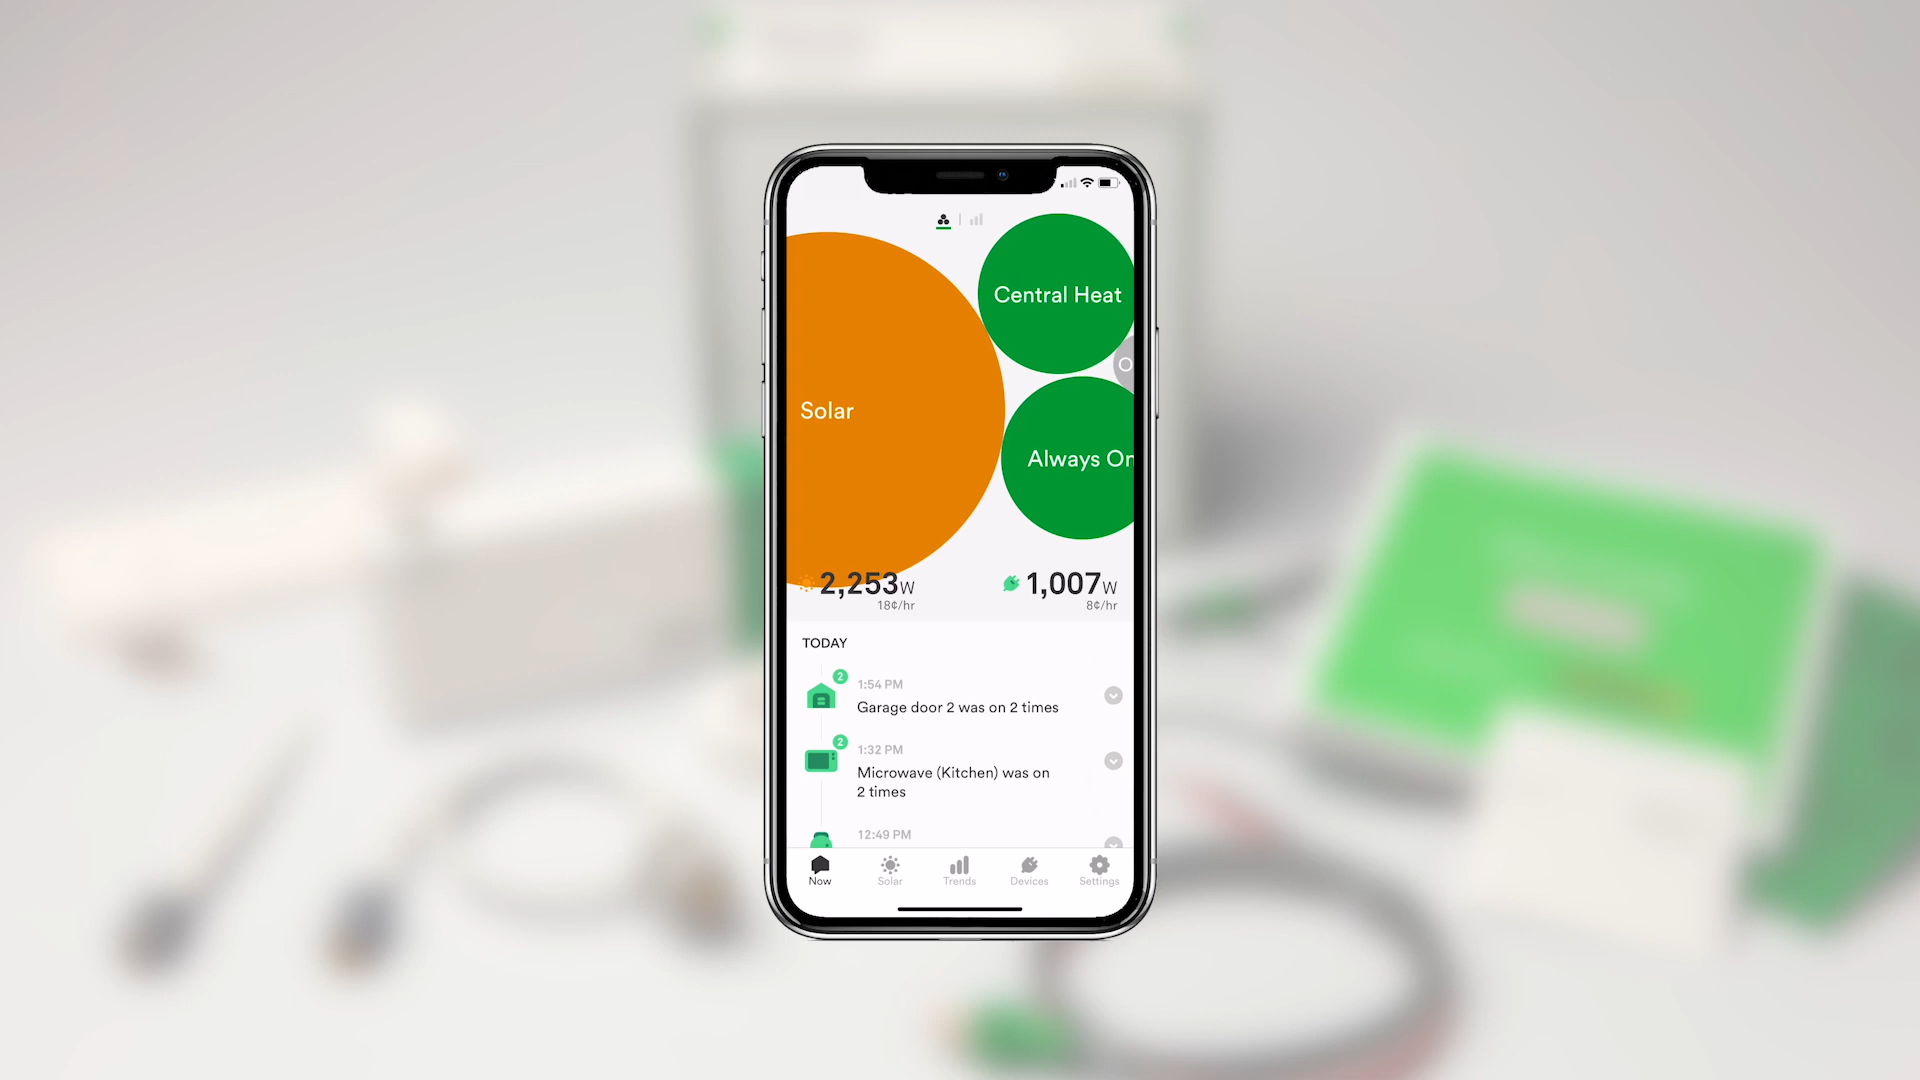 Central Heat
O
Solar
Always On
2,253W
18¢/hr
1,007W
8¢/hr
TODAY
2
1:54 PM
Garage door 2 was on 2 times
2
1:32 PM
Microwave (Kitchen) was on
2 times
12:49 PM
Now
Solar
Trends
Devices
Settings